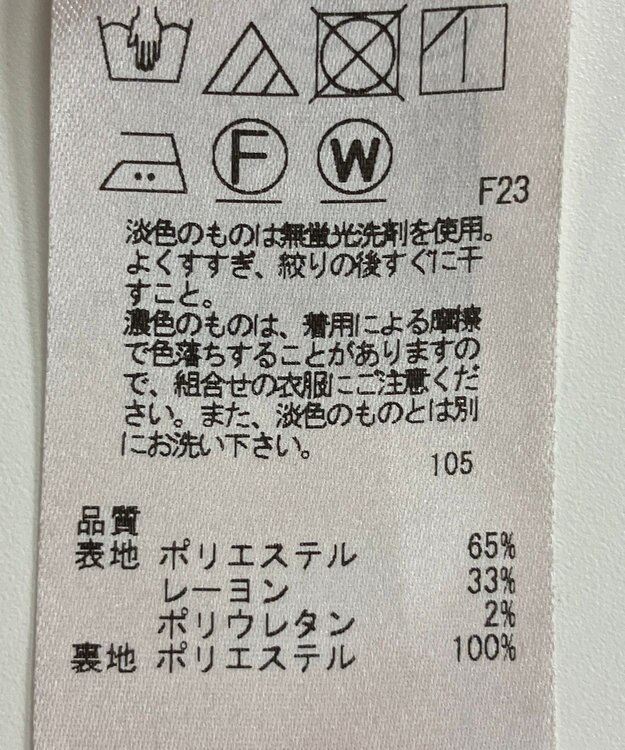 F W
F23
淡色のものは無蛍光洗剤を使用。
よくすすぎ、絞りの後すぐに干
すこと。
濃色のものは、着用による摩擦
で色落ちすることがありますの
で、組合せの衣服にご注意くだ
さい。また、淡色のものとは別
にお洗い下さい。
105
品質
表地 ポリエステル 65%
レーヨン 33%
ポリウレタン 2%
裏地 ポリエステル 100%